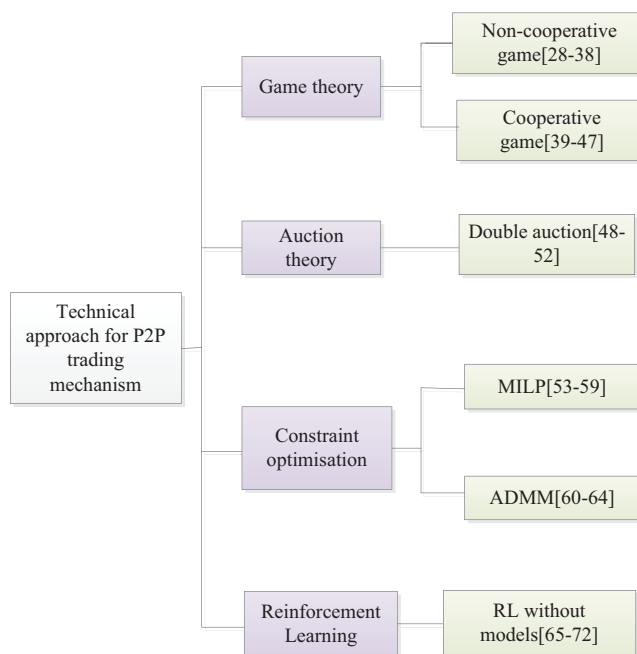 Technical
approach for P2P
trading
mechanism
Game theory
Non-cooperative
game[28-38]
Cooperative
game[39-47]
Auction
theory
Double auction[48-
52]
Constraint
optimisation
MILP[53-59]
ADMM[60-64]
Reinforcement
Learning
RL without
models[65-72]